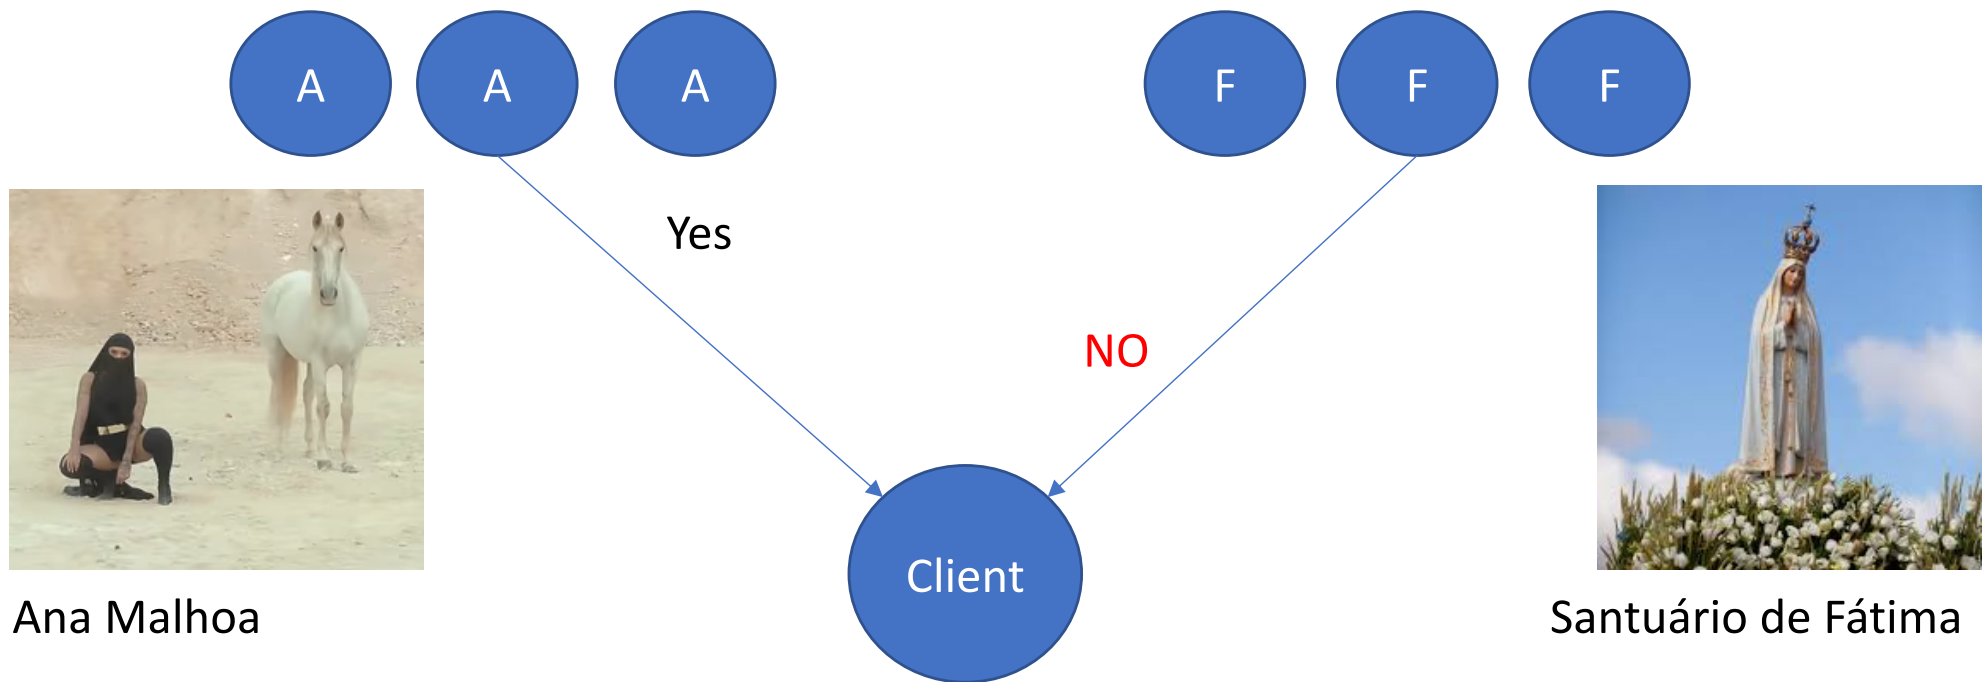 A
A
A
F
F
F
Yes
NO
Client
Ana Malhoa
Santuário de Fátima